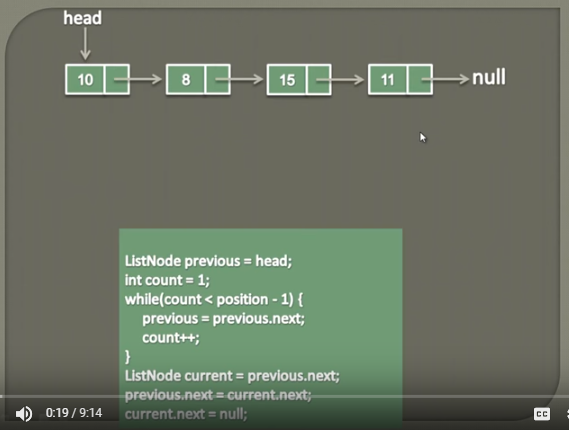 head
10 8 15 11 null
ListNode previous = head;
int count = 1;
while(count < position - 1) {
previous = previous.next;
count++;
}
ListNode current = previous.next;
previous.next = current.next;
current.next = null;
0:19 / 9:14
CC